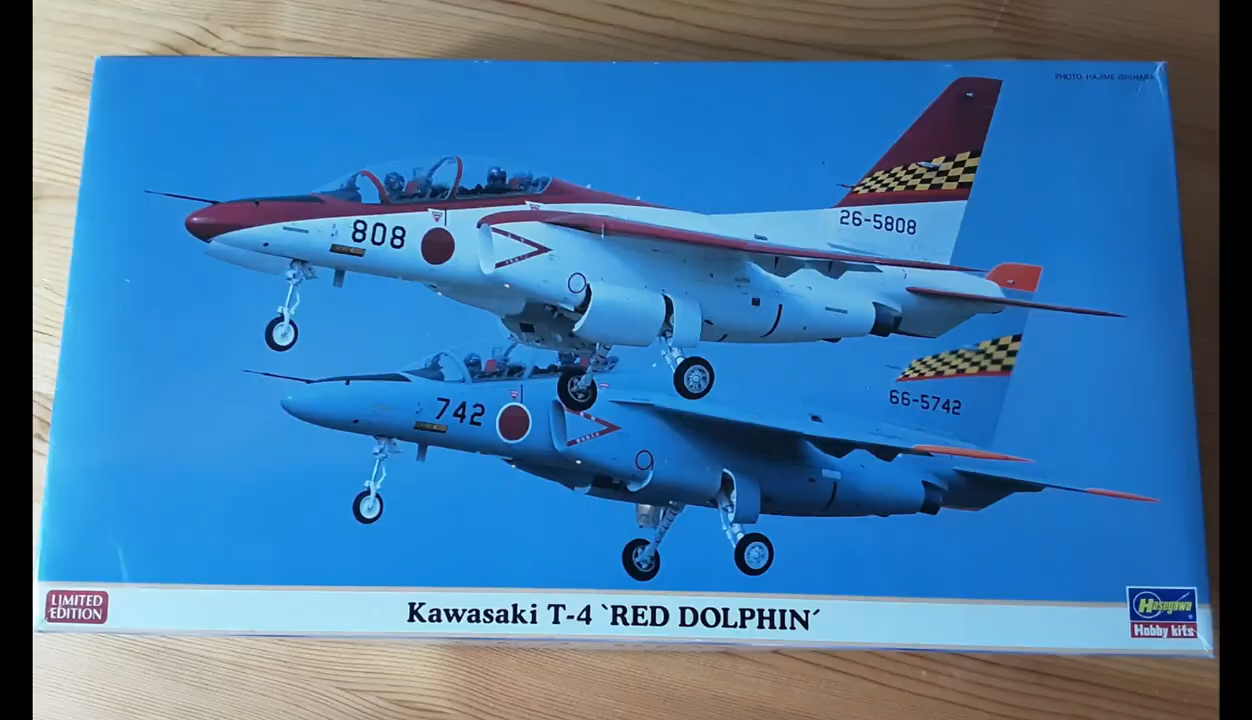 PHOTO: HAJIME ISHIHARA
26-5808
808
66-5742
742
LIMITED
EDITION
Kawasaki T-4 `RED DOLPHIN´
Hasegawa
Hobby kits